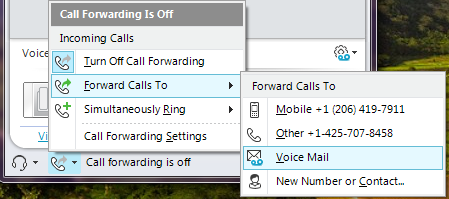 Call Forwarding Is Off
Incoming Calls
Voice
Turn Off Call Forwarding
Forward Calls To
Simultaneously Ring
Call Forwarding Settings
Vi
Call forwarding is off
Forward Calls To
Mobile +1 (206) 419-7911
Other +1-425-707-8458
Voice Mail
New Number or Contact...